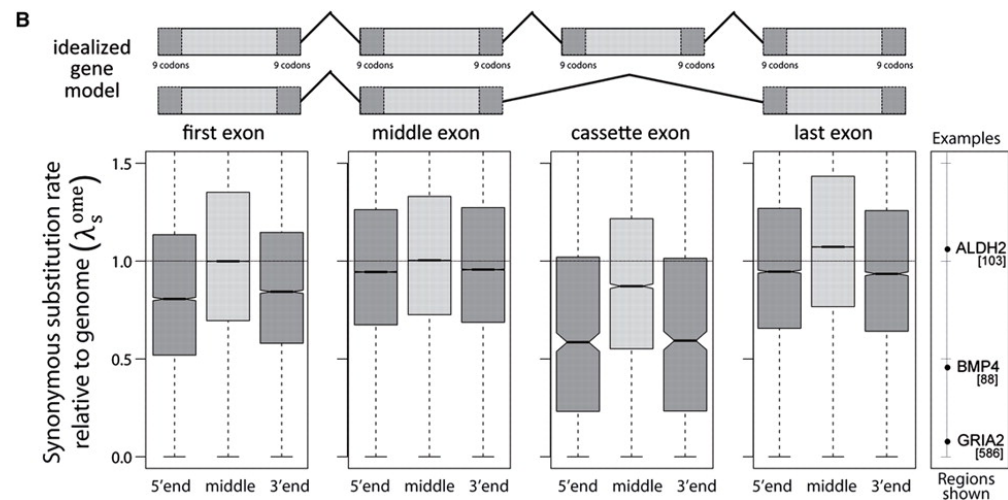 B
idealized
gene
model
9 codons 9 codons 9 codons 9 codons 9 codons 9 codons 9 codons 9 codons
first exon middle exon cassette exon last exon Examples
Synonymous substitution rate
relative to genome (λsᵒᵐᵉ)
1.5
1.0
0.5
0.0
ALDH2
[103]
BMP4
[88]
GRIA2
[586]
5'end middle 3'end 5'end middle 3'end 5'end middle 3'end 5'end middle 3'end
Regions
shown